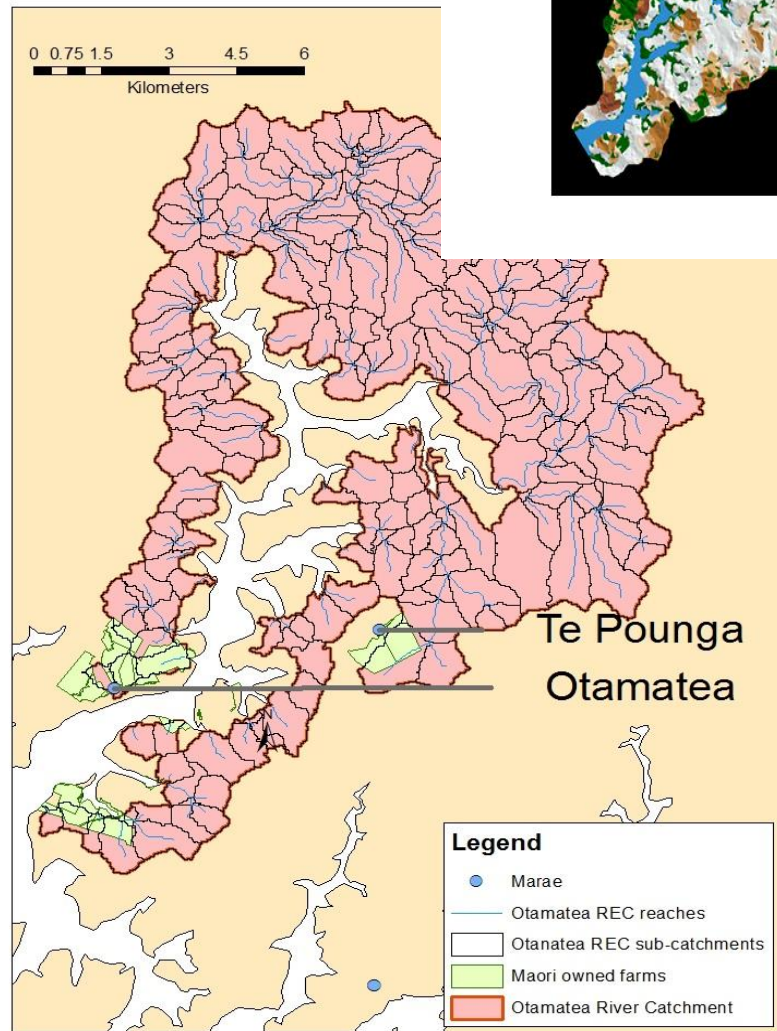 0 0.75 1.5 3 4.5 6
Kilometers
Te Pounga
Otamatea
Legend
Marae
Otamatea REC reaches
Otanatea REC sub-catchments
Maori owned farms
Otamatea River Catchment